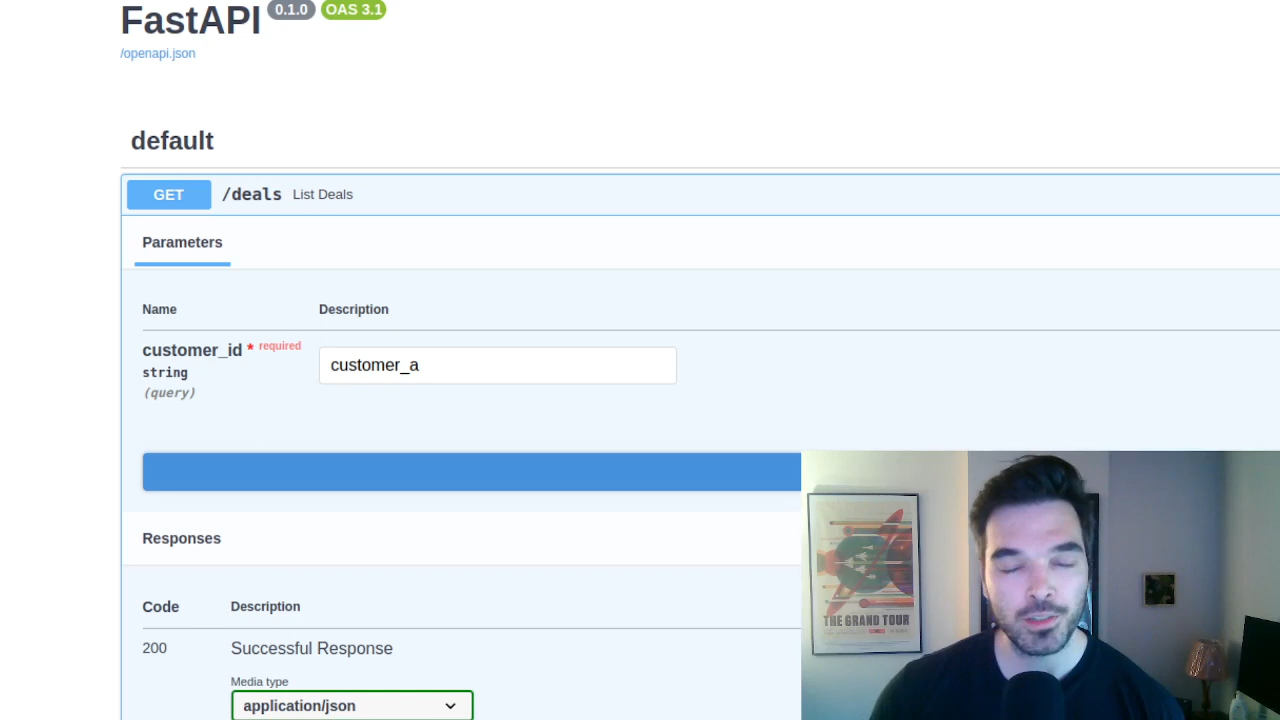 FastAPI 0.1.0 OAS 3.1
/openapi.json
default
GET /deals List Deals
Parameters
Name Description
customer_id * required
customer_a
string
(query)
Responses
Code Description
200 Successful Response
Media type
application/json
THE GRAND TOUR